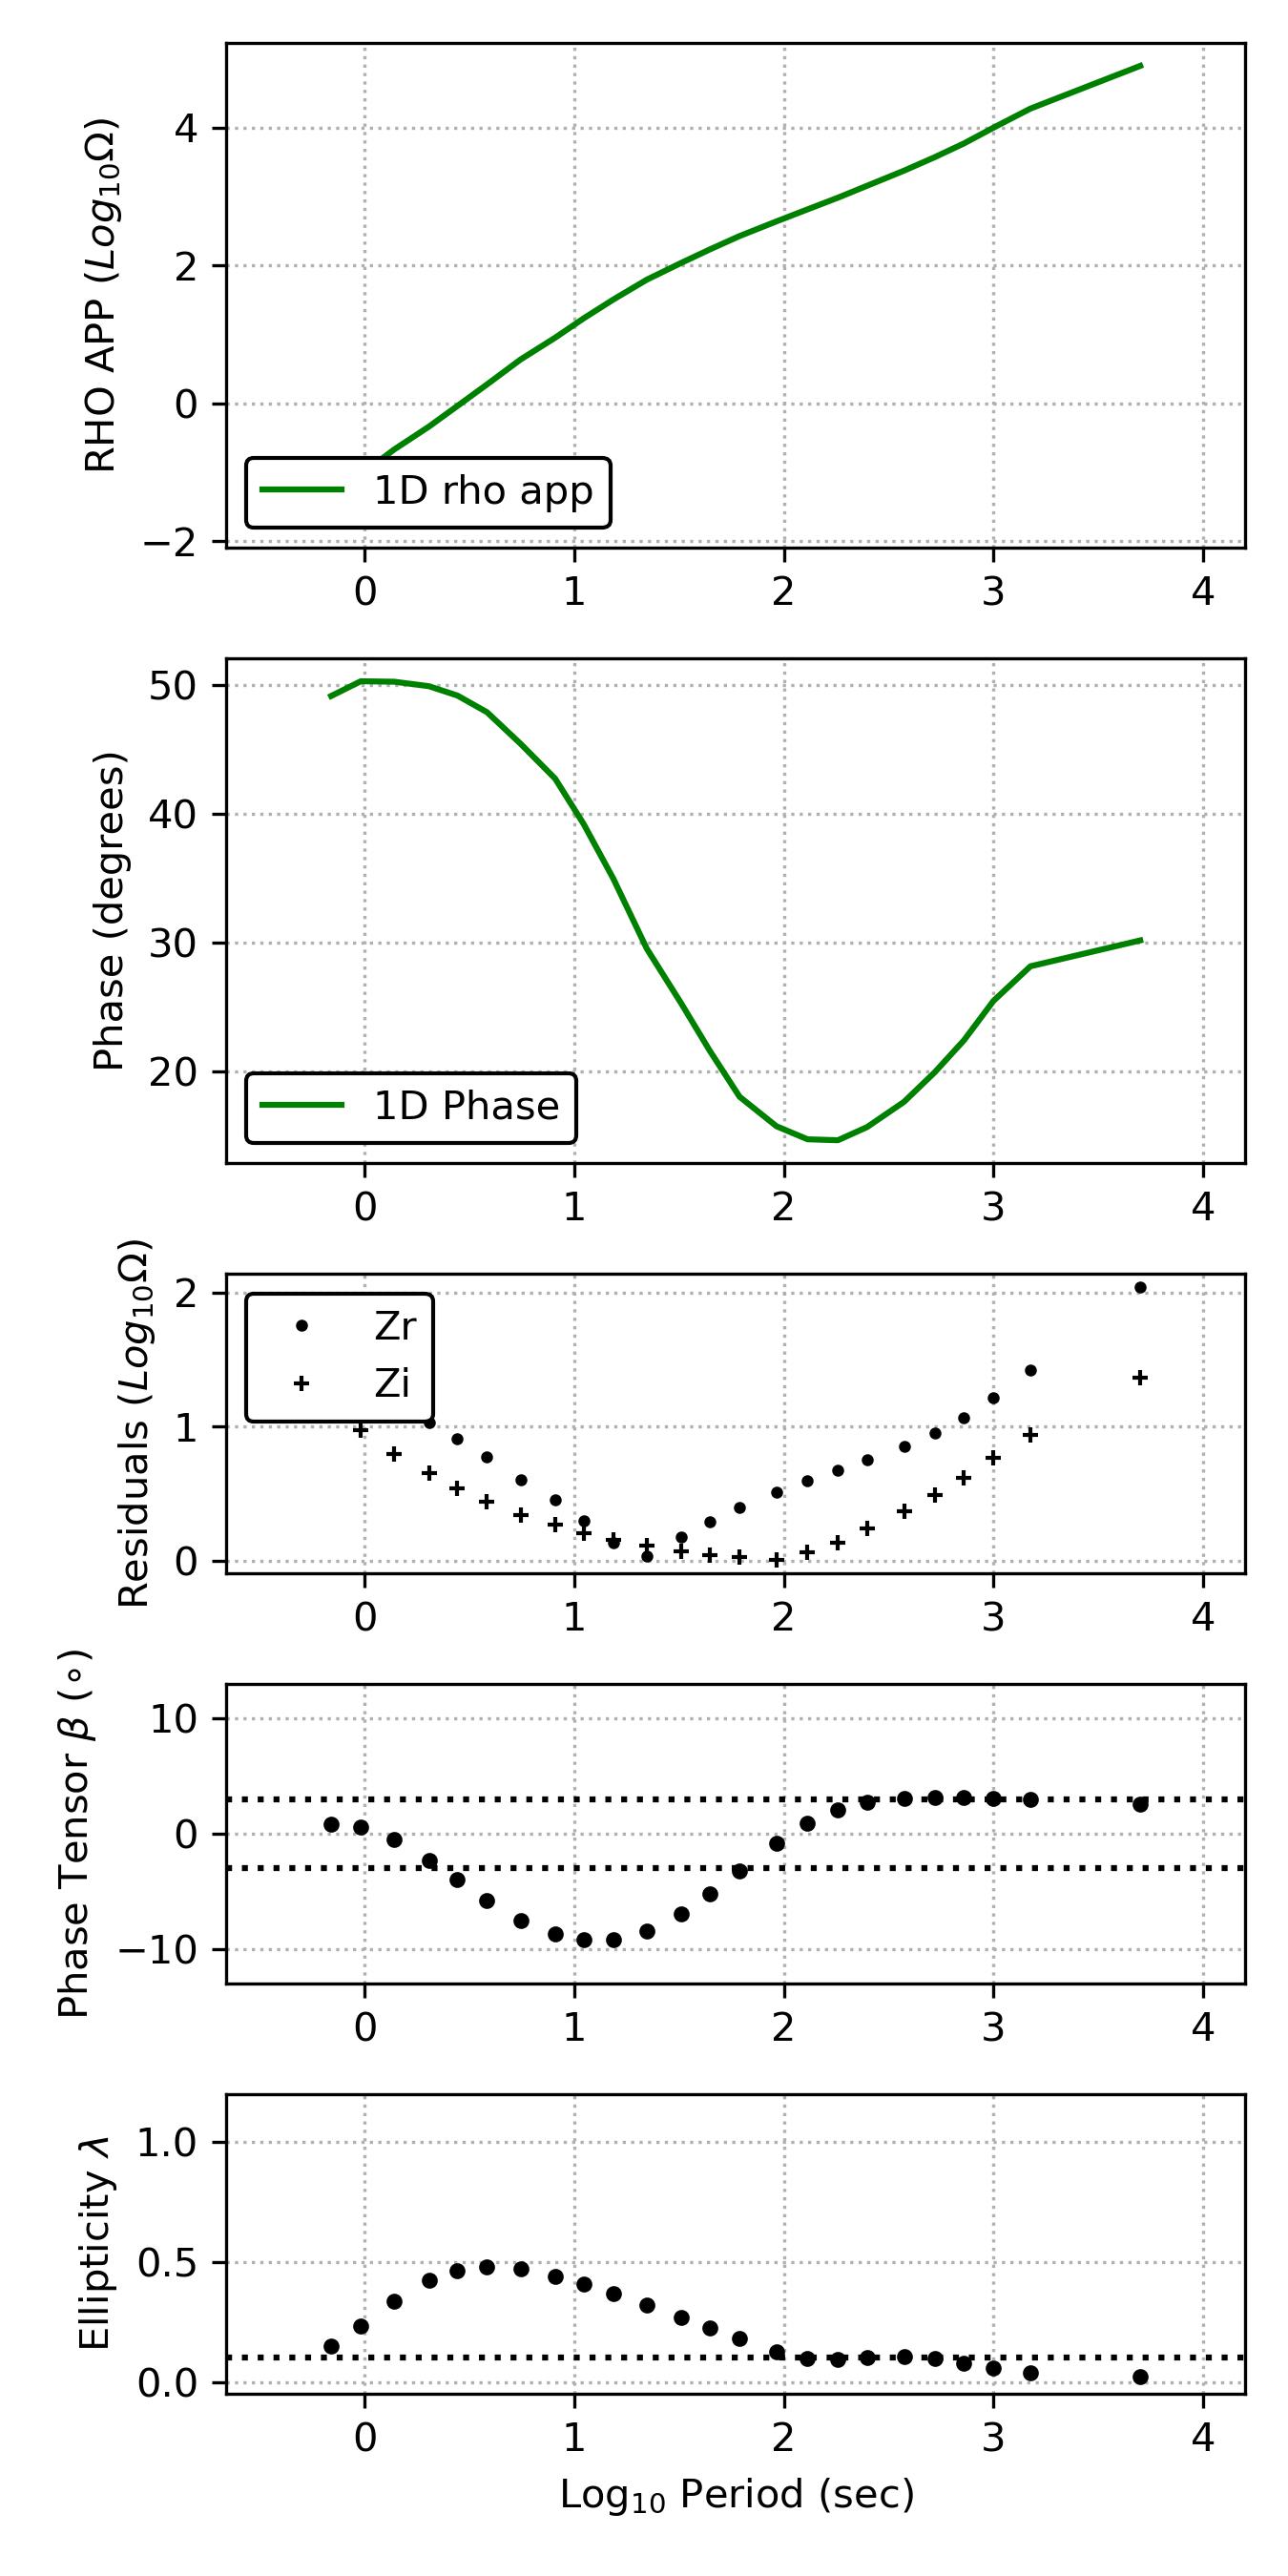 RHO APP (Log₁₀Ω)
4
2
0
−2
1D rho app
0 1 2 3 4
Phase (degrees)
50
40
30
20
1D Phase
0 1 2 3 4
Residuals (Log₁₀Ω)
2
1
0
Zr
Zi
0 1 2 3 4
Phase Tensor β (∘)
10
0
−10
0 1 2 3 4
Ellipticity λ
1.0
0.5
0.0
0 1 2 3 4
Log₁₀ Period (sec)